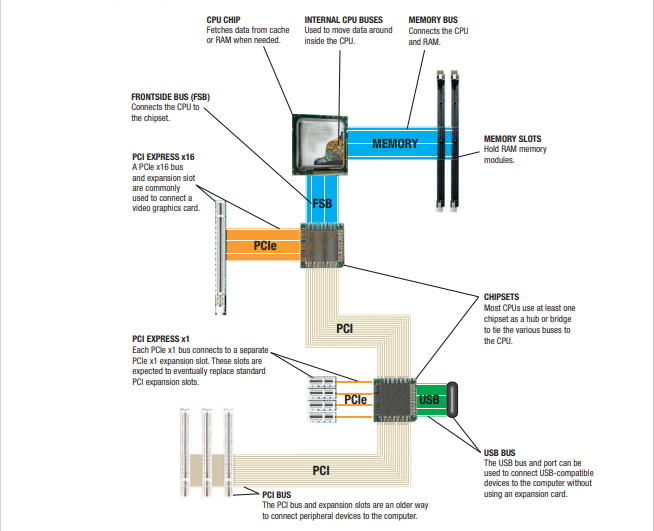 CPU CHIP
Fetches data from cache
or RAM when needed.
INTERNAL CPU BUSES
Used to move data around
inside the CPU.
MEMORY BUS
Connects the CPU
and RAM.
FRONTSIDE BUS (FSB)
Connects the CPU to
the chipset.
MEMORY
MEMORY SLOTS
Hold RAM memory
modules.
PCI EXPRESS x16
A PCIe x16 bus
and expansion slot
are commonly
used to connect a
video graphics card.
FSB
PCIe
CHIPSETS
Most CPUs use at least one
chipset as a hub or bridge
to tie the various buses to
the CPU.
PCI
PCI EXPRESS x1
Each PCIe x1 bus connects to a separate
PCIe x1 expansion slot. These slots are
expected to eventually replace standard
PCI expansion slots.
PCIe
USB
USB BUS
The USB bus and port can be
used to connect USB-compatible
devices to the computer without
using an expansion card.
PCI
PCI BUS
The PCI bus and expansion slots are an older way
to connect peripheral devices to the computer.